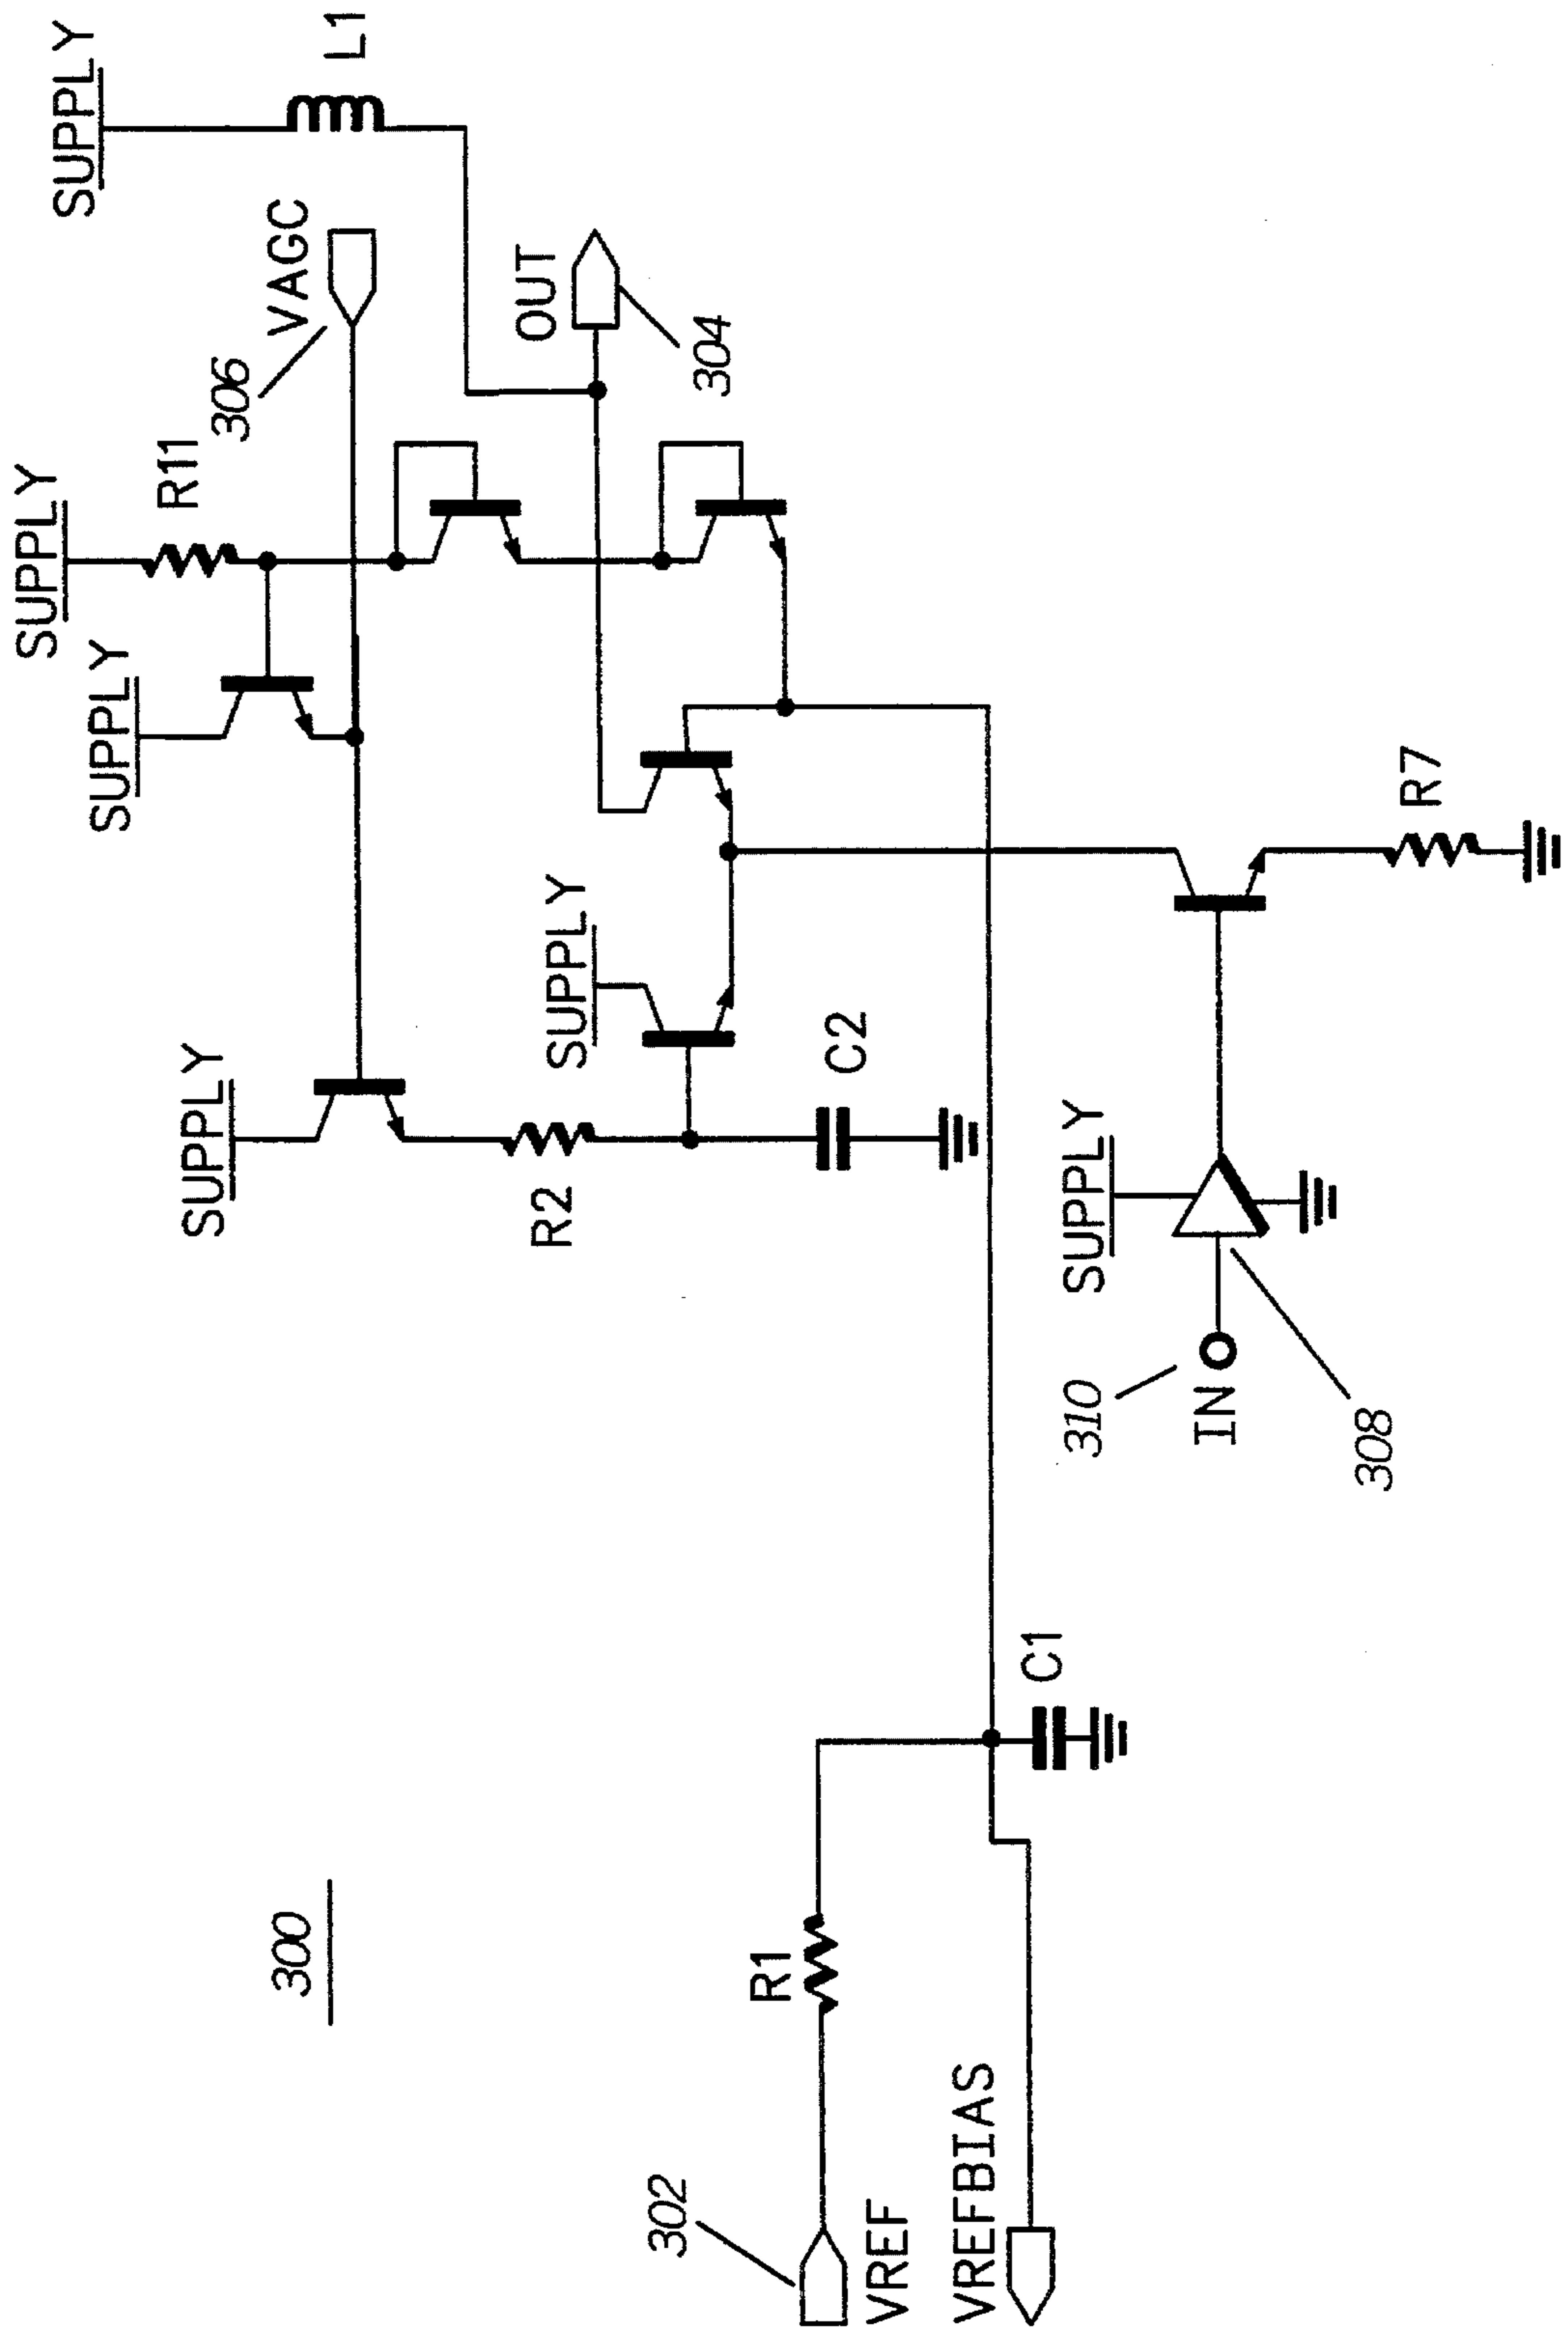 SUPPLY
L1
SUPPLY
R11
306
VAGC
SUPPLY
OUT
304
SUPPLY
R2
SUPPLY
C2
R7
SUPPLY
310
IN
308
300
R1
C1
302
VREF
VREFBIAS